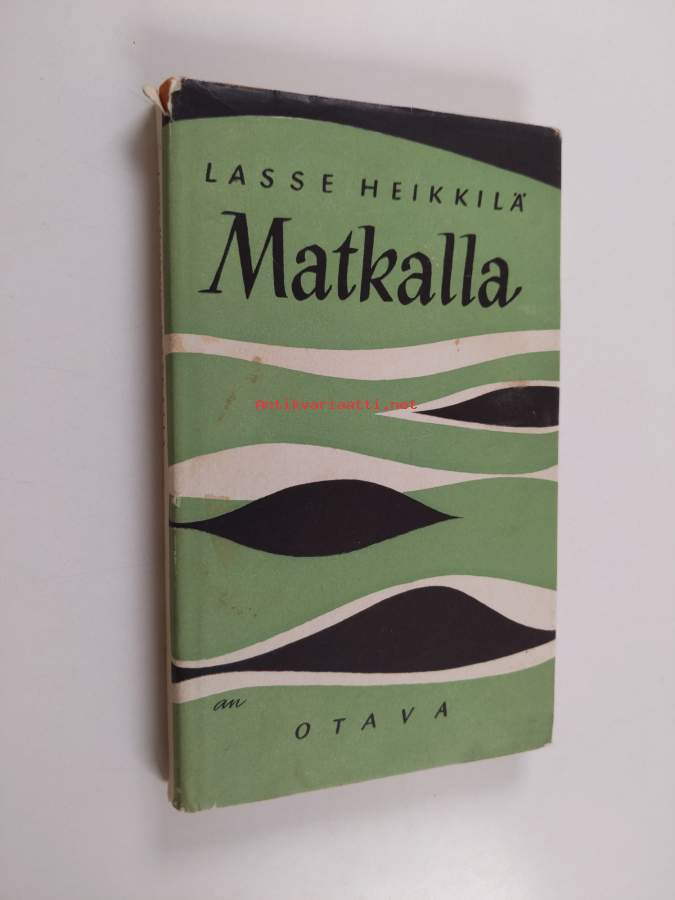 LASSE HEIKKILÄ
Matkalla
Antikvariaatti.net
an
OTAVA